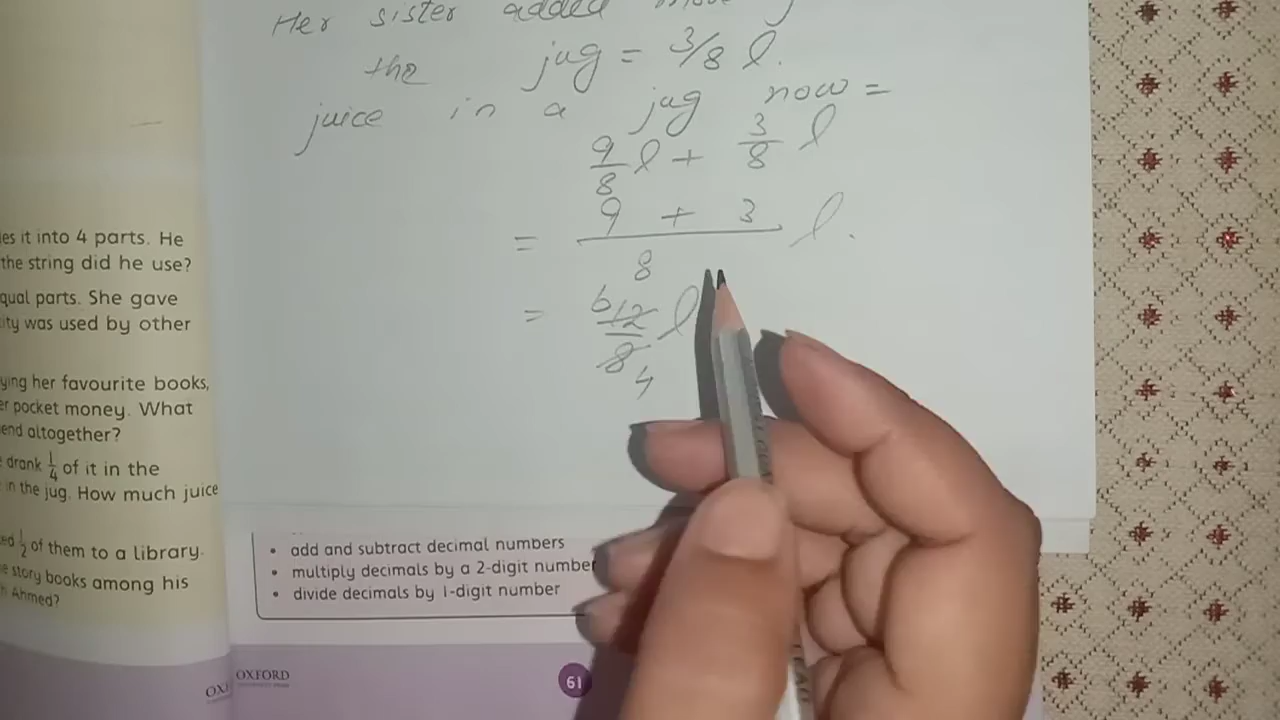 Her sister added
the jug = 3/8 l.
juice in a jug now =
9/8 l + 3/8 l
= 9 + 3 / 8 l.
= 6 12/8 4 l
es it into 4 parts. He
the string did he use?
qual parts. She gave
ity was used by other
ying her favourite books,
er pocket money. What
end altogether?
drank 1/4 of it in the
in the jug. How much juice
ed 1/2 of them to a library.
e story books among his
Ahmed?
• add and subtract decimal numbers
• multiply decimals by a 2-digit number
• divide decimals by 1-digit number
OXFORD
61